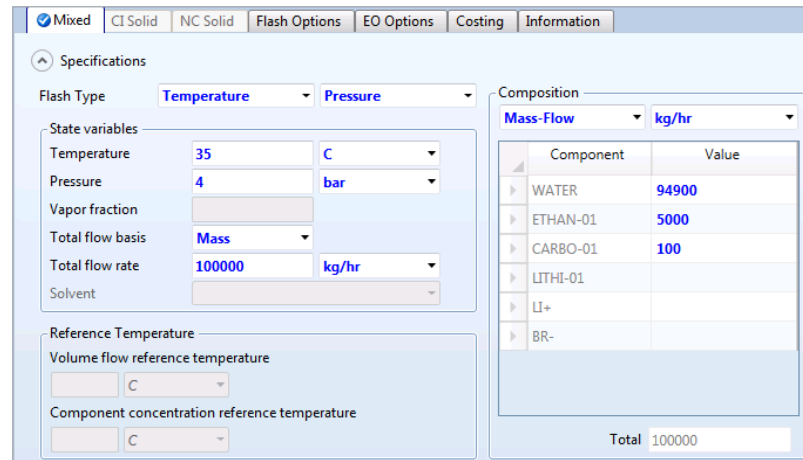 Mixed CI Solid NC Solid Flash Options EO Options Costing Information
Specifications
Flash Type Temperature Pressure
State variables
Temperature 35 C
Pressure 4 bar
Vapor fraction
Total flow basis Mass
Total flow rate 100000 kg/hr
Solvent
Reference Temperature
Volume flow reference temperature
C
Component concentration reference temperature
C
Composition
Mass-Flow kg/hr
Component Value
WATER 94900
ETHAN-01 5000
CARBO-01 100
LITHI-01
LI+
BR-
Total 100000